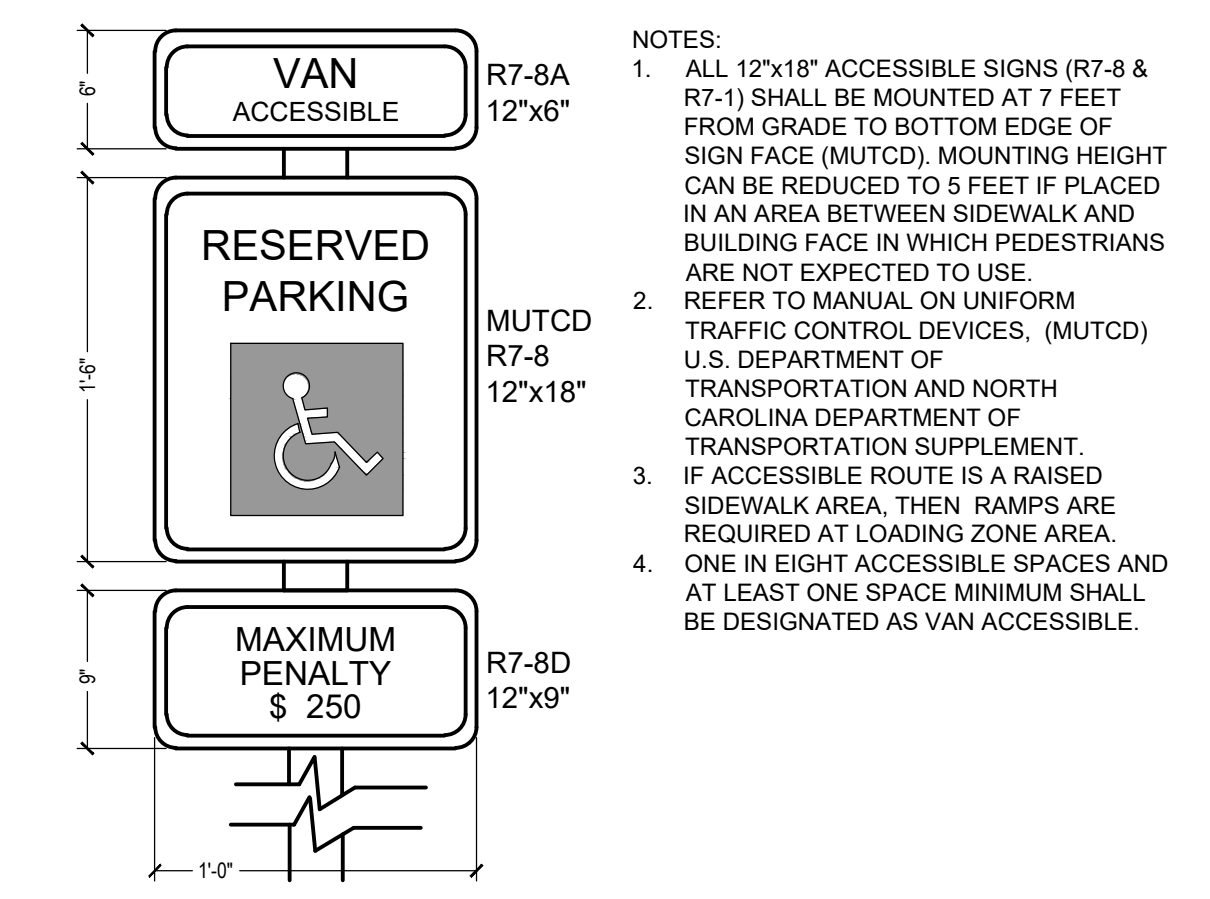 VAN
ACCESSIBLE
R7-8A
12"x6"
6"
RESERVED
PARKING
MUTCD
R7-8
12"x18"
1'-6"
MAXIMUM
PENALTY
$ 250
R7-8D
12"x9"
9"
1'-0"
NOTES:
1. ALL 12"x18" ACCESSIBLE SIGNS (R7-8 &
R7-1) SHALL BE MOUNTED AT 7 FEET
FROM GRADE TO BOTTOM EDGE OF
SIGN FACE (MUTCD). MOUNTING HEIGHT
CAN BE REDUCED TO 5 FEET IF PLACED
IN AN AREA BETWEEN SIDEWALK AND
BUILDING FACE IN WHICH PEDESTRIANS
ARE NOT EXPECTED TO USE.
2. REFER TO MANUAL ON UNIFORM
TRAFFIC CONTROL DEVICES, (MUTCD)
U.S. DEPARTMENT OF
TRANSPORTATION AND NORTH
CAROLINA DEPARTMENT OF
TRANSPORTATION SUPPLEMENT.
3. IF ACCESSIBLE ROUTE IS A RAISED
SIDEWALK AREA, THEN RAMPS ARE
REQUIRED AT LOADING ZONE AREA.
4. ONE IN EIGHT ACCESSIBLE SPACES AND
AT LEAST ONE SPACE MINIMUM SHALL
BE DESIGNATED AS VAN ACCESSIBLE.